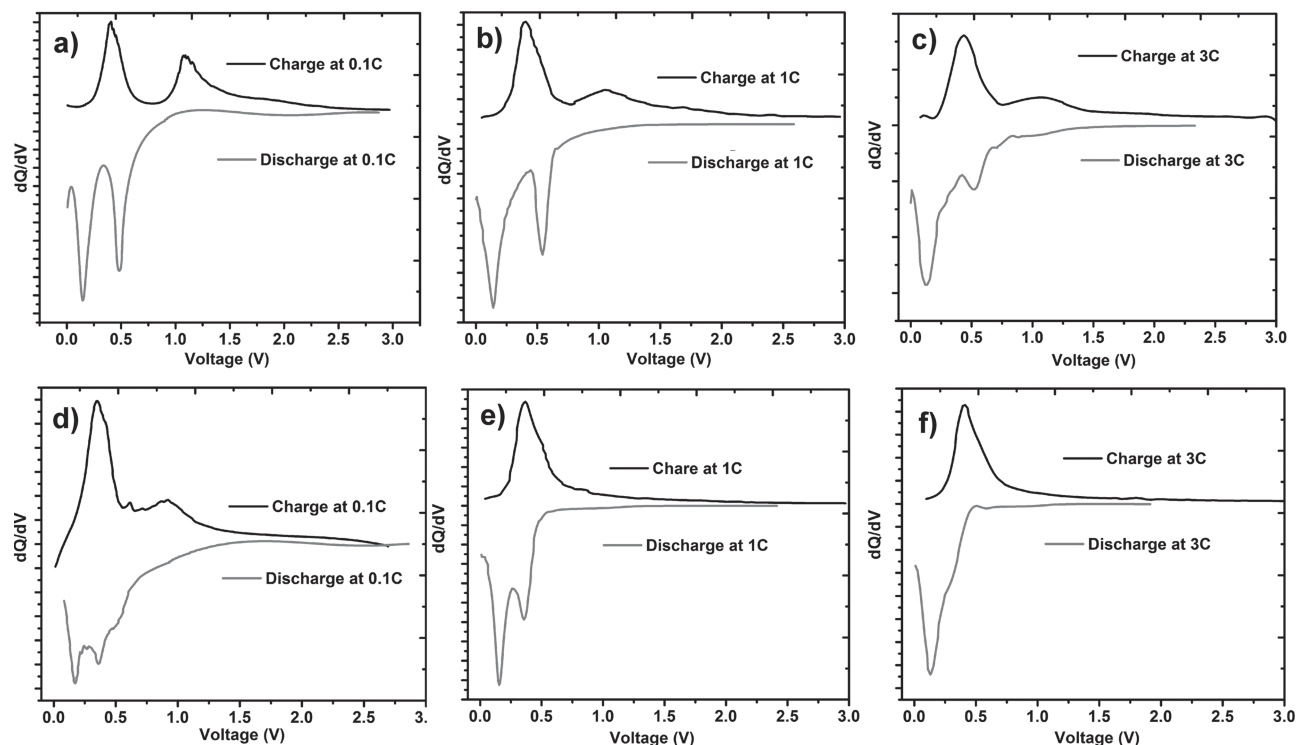 a)
Charge at 0.1C
Discharge at 0.1C
dQ/dV
0.0 0.5 1.0 1.5 2.0 2.5 3.0
Voltage (V)
b)
Charge at 1C
Discharge at 1C
dQ/dV
0.0 0.5 1.0 1.5 2.0 2.5 3.0
Voltage (V)
c)
Charge at 3C
Discharge at 3C
dQ/dV
0.0 0.5 1.0 1.5 2.0 2.5 3.0
Voltage (V)
d)
Charge at 0.1C
Discharge at 0.1C
dQ/dV
0.0 0.5 1.0 1.5 2.0 2.5 3.
Voltage (V)
e)
Chare at 1C
Discharge at 1C
dQ/dV
0.0 0.5 1.0 1.5 2.0 2.5 3.0
Voltage (V)
f)
Charge at 3C
Discharge at 3C
dQ/dV
0.0 0.5 1.0 1.5 2.0 2.5 3.0
Voltage (V)